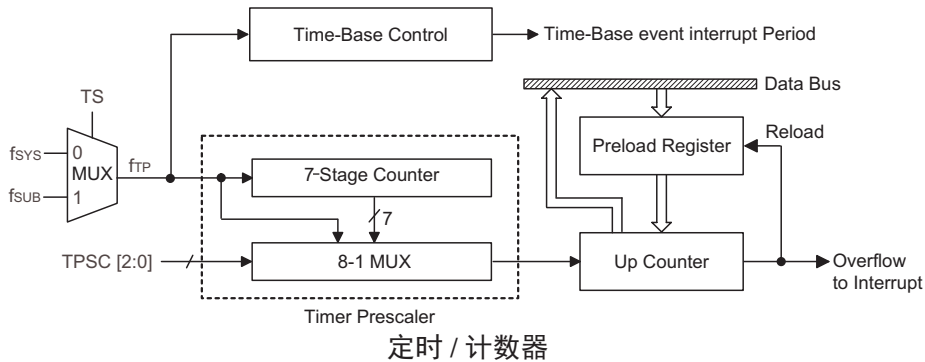 Time-Base Control
Time-Base event interrupt Period
Data Bus
TS
Preload Register
Reload
fSYS
0
MUX
fTP
fSUB
1
7-Stage Counter
7
TPSC [2:0]
8-1 MUX
Up Counter
Overflow
to Interrupt
Timer Prescaler
定时 / 计数器